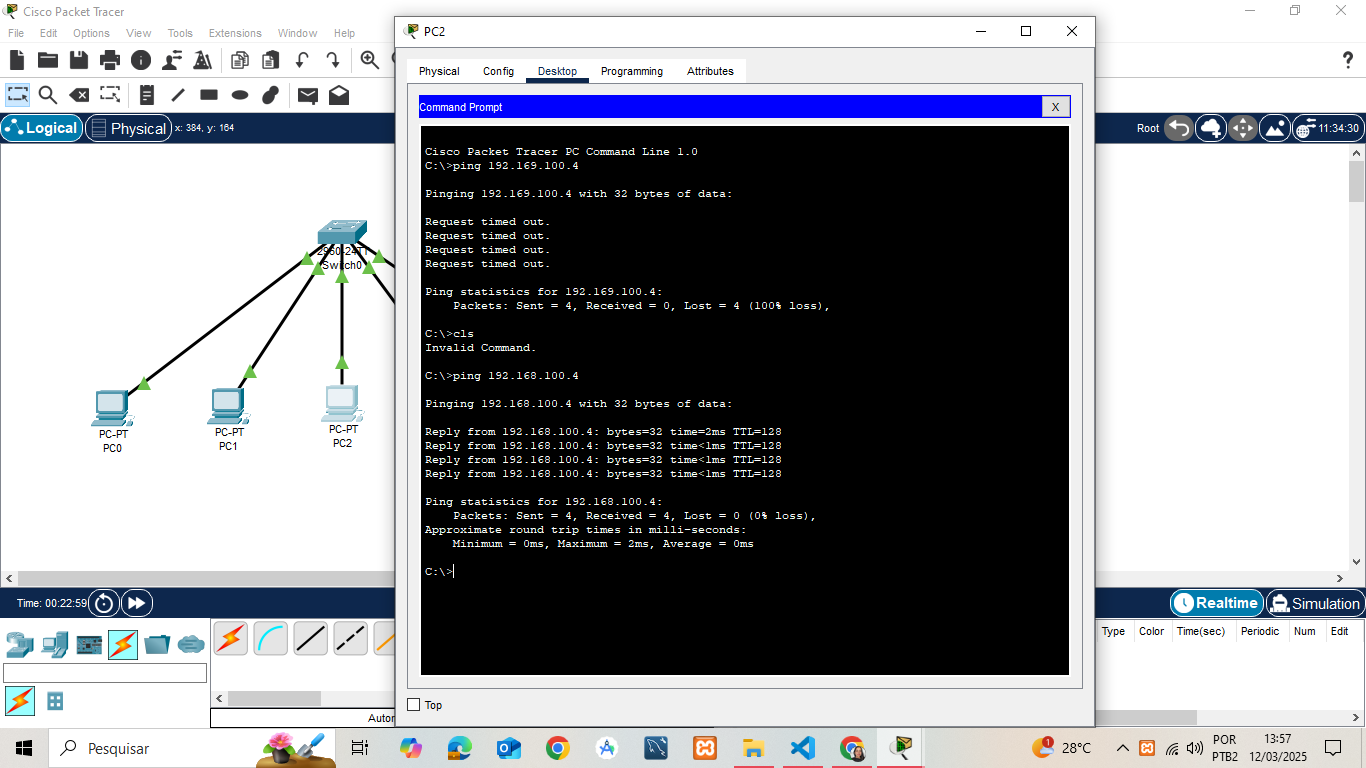 Cisco Packet Tracer
File Edit Options View Tools Extensions Window Help
Logical
Physical
x: 384, y: 164
Root
11:34:30
2960-24TT
Switch0
PC-PT
PC0
PC-PT
PC1
PC-PT
PC2
PC2
Physical Config Desktop Programming Attributes
Command Prompt
X
Cisco Packet Tracer PC Command Line 1.0
C:\>ping 192.169.100.4
Pinging 192.169.100.4 with 32 bytes of data:
Request timed out.
Request timed out.
Request timed out.
Request timed out.
Ping statistics for 192.169.100.4:
Packets: Sent = 4, Received = 0, Lost = 4 (100% loss),
C:\>cls
Invalid Command.
C:\>ping 192.168.100.4
Pinging 192.168.100.4 with 32 bytes of data:
Reply from 192.168.100.4: bytes=32 time=2ms TTL=128
Reply from 192.168.100.4: bytes=32 time<1ms TTL=128
Reply from 192.168.100.4: bytes=32 time<1ms TTL=128
Reply from 192.168.100.4: bytes=32 time<1ms TTL=128
Ping statistics for 192.168.100.4:
Packets: Sent = 4, Received = 4, Lost = 0 (0% loss),
Approximate round trip times in milli-seconds:
Minimum = 0ms, Maximum = 2ms, Average = 0ms
C:\>
Top
Time: 00:22:59
Realtime
Simulation
Type Color Time(sec) Periodic Num Edit
Autor
Pesquisar
1
28°C
POR
PTB2
13:57
12/03/2025